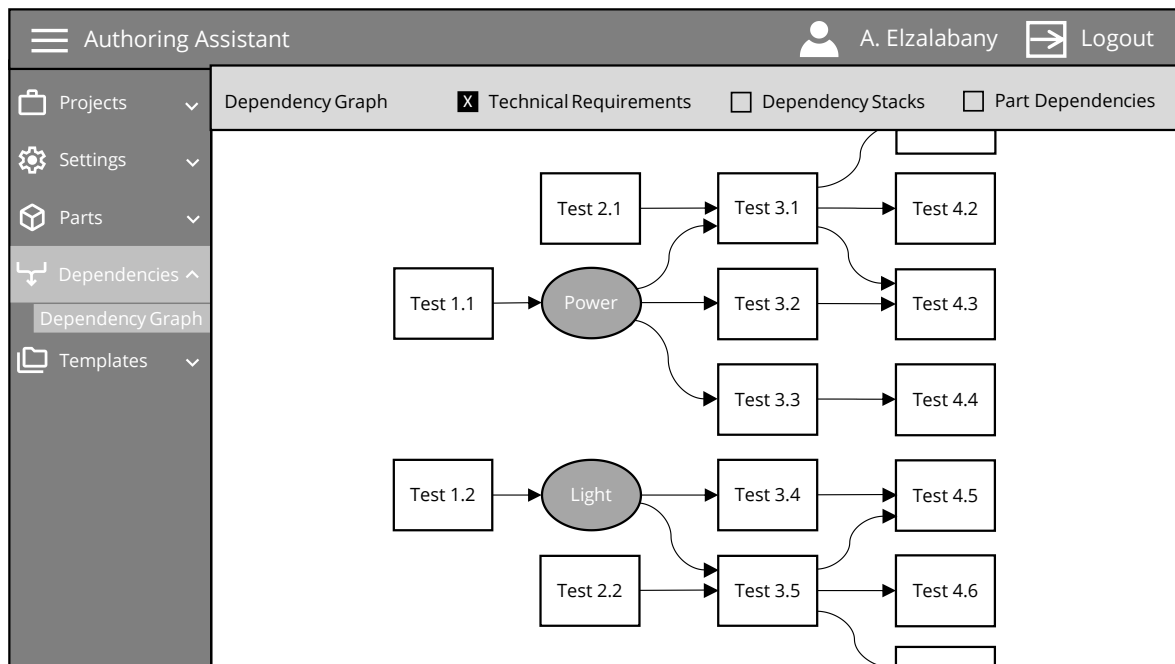 Authoring Assistant
A. Elzalabany
Logout
Projects
Settings
Parts
Dependencies
Dependency Graph
Templates
Dependency Graph
X Technical Requirements
Dependency Stacks
Part Dependencies
Test 2.1
Test 3.1
Test 4.2
Test 1.1
Power
Test 3.2
Test 4.3
Test 3.3
Test 4.4
Test 1.2
Light
Test 3.4
Test 4.5
Test 2.2
Test 3.5
Test 4.6